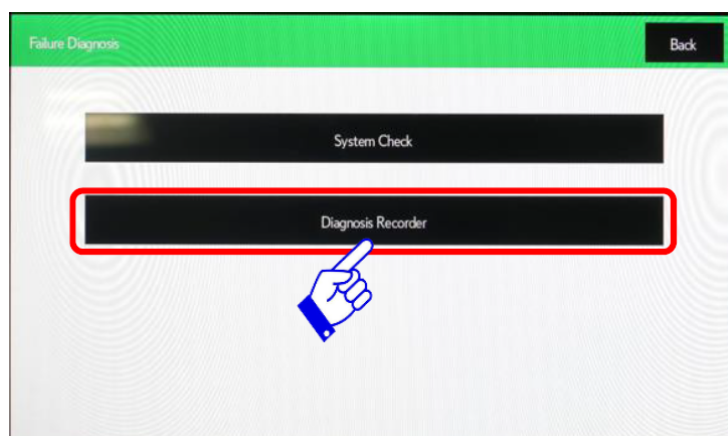 Failure Diagnosis
Back
System Check
Diagnosis Recorder